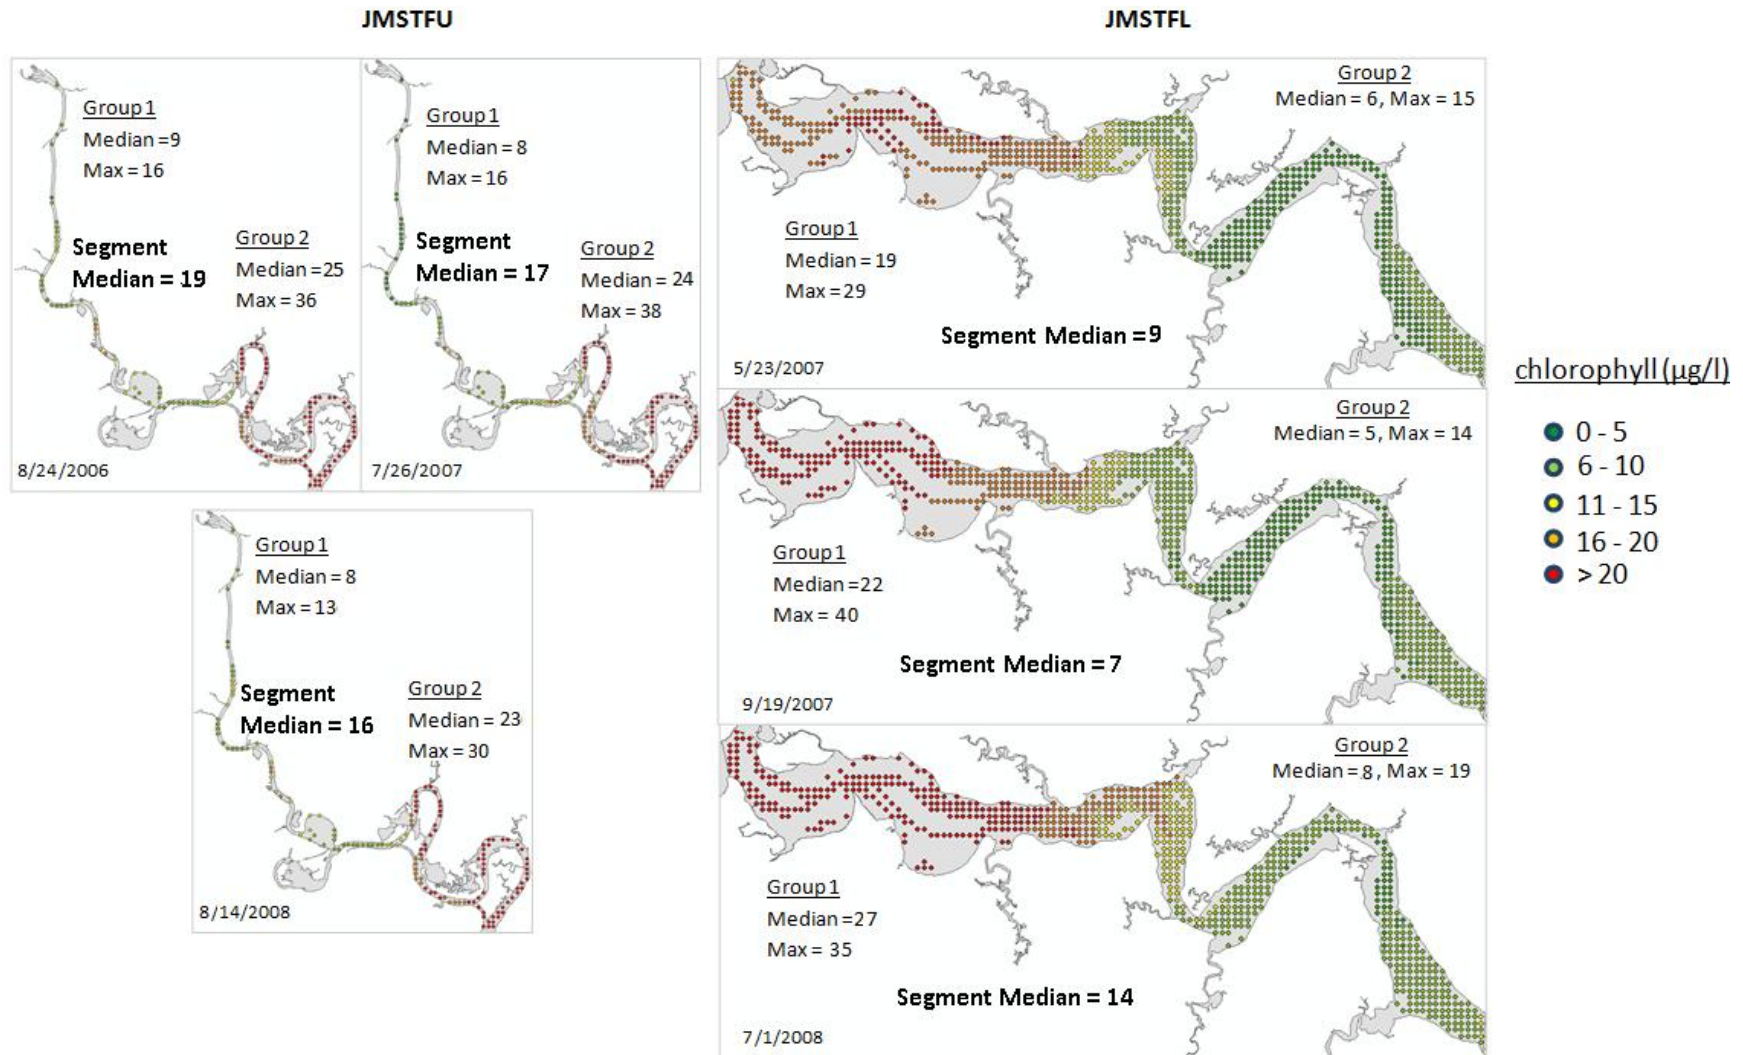 JMSTFU
JMSTFL
Group 1
Median =9
Max = 16
Segment
Median = 19
Group 2
Median =25
Max = 36
8/24/2006
Group 1
Median = 8
Max = 16
Segment
Median = 17
Group 2
Median = 24
Max = 38
7/26/2007
Group 1
Median = 8
Max = 13
Segment
Median = 16
Group 2
Median = 23
Max = 30
8/14/2008
Group 2
Median = 6, Max = 15
Group 1
Median = 19
Max = 29
Segment Median = 9
5/23/2007
Group 2
Median = 5, Max = 14
Group 1
Median =22
Max = 40
Segment Median = 7
9/19/2007
Group 2
Median = 8, Max = 19
Group 1
Median =27
Max = 35
Segment Median = 14
7/1/2008
chlorophyll (µg/l)
0 - 5
6 - 10
11 - 15
16 - 20
> 20